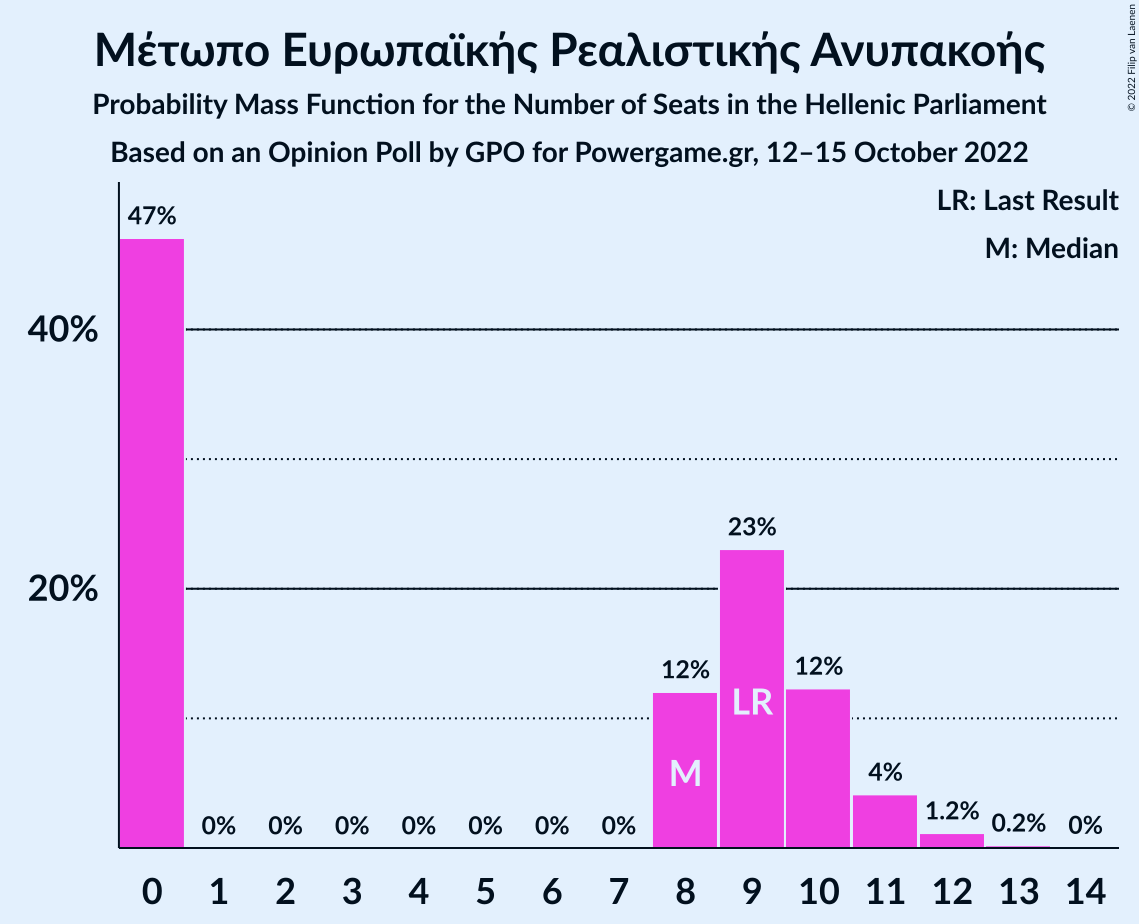 Μέτωπο Ευρωπαϊκής Ρεαλιστικής Ανυπακοής
Probability Mass Function for the Number of Seats in the Hellenic Parliament
Based on an Opinion Poll by GPO for Powergame.gr, 12–15 October 2022
© 2022 Filip van Laenen
LR: Last Result
M: Median
47%
40%
23%
20%
12%
12%
LR
M
4%
1.2%
0.2%
0% 0% 0% 0% 0% 0% 0% 0%
0 1 2 3 4 5 6 7 8 9 10 11 12 13 14